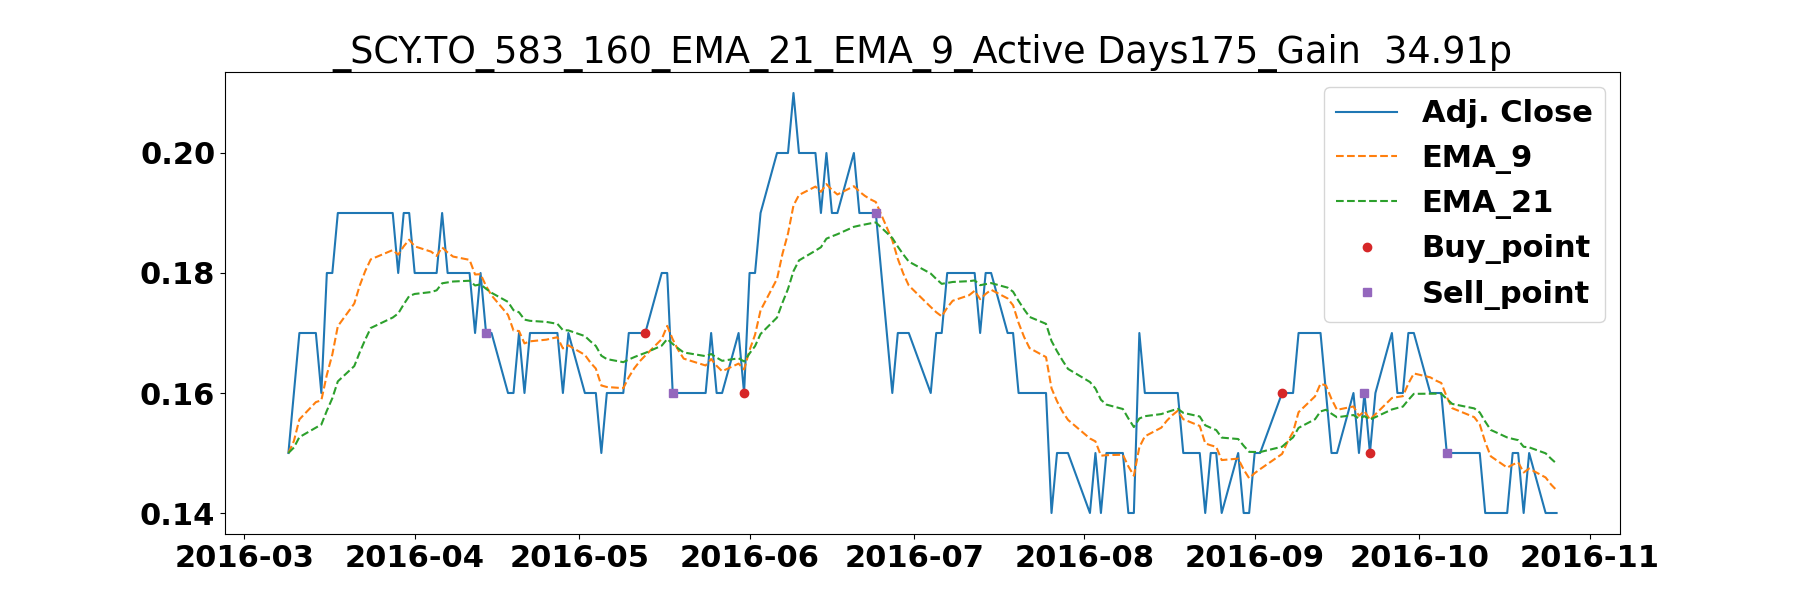 _SCY.TO_583_160_EMA_21_EMA_9_Active Days175_Gain  34.91p
Adj. Close
EMA_9
EMA_21
Buy_point
Sell_point
0.20
0.18
0.16
0.14
2016-03 2016-04 2016-05 2016-06 2016-07 2016-08 2016-09 2016-10 2016-11